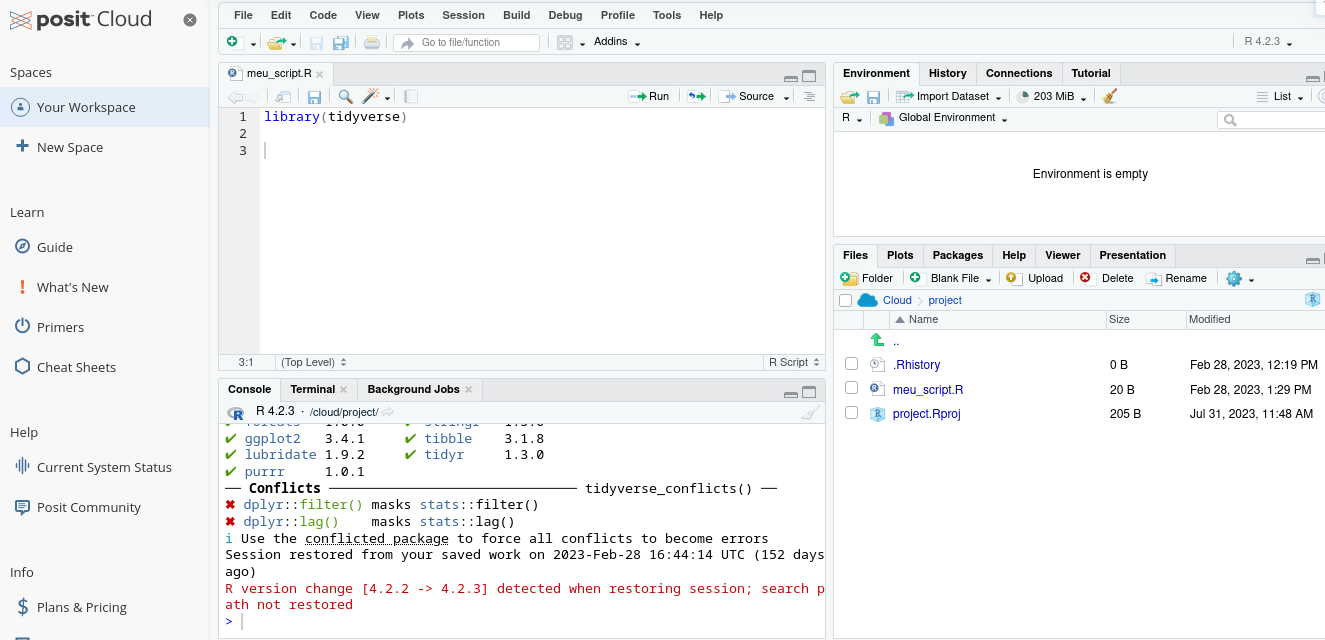 posit Cloud
Spaces
Your Workspace
New Space
Learn
Guide
What's New
Primers
Cheat Sheets
Help
Current System Status
Posit Community
Info
Plans & Pricing
File Edit Code View Plots Session Build Debug Profile Tools Help
Go to file/function Addins R 4.2.3
meu_script.R
Run Source
1 library(tidyverse)
2
3
3:1 (Top Level) R Script
Console Terminal Background Jobs
R 4.2.3 · /cloud/project/
✔ ggplot2 3.4.1 ✔ tibble 3.1.8
✔ lubridate 1.9.2 ✔ tidyr 1.3.0
✔ purrr 1.0.1
── Conflicts ─────────────────────────────── tidyverse_conflicts() ──
✖ dplyr::filter() masks stats::filter()
✖ dplyr::lag() masks stats::lag()
i Use the conflicted package to force all conflicts to become errors
Session restored from your saved work on 2023-Feb-28 16:44:14 UTC (152 days
ago)
R version change [4.2.2 -> 4.2.3] detected when restoring session; search p
ath not restored
>
Environment History Connections Tutorial
Import Dataset 203 MiB List
R Global Environment
Environment is empty
Files Plots Packages Help Viewer Presentation
Folder Blank File Upload Delete Rename
Cloud project
Name Size Modified
..
.Rhistory 0 B Feb 28, 2023, 12:19 PM
meu_script.R 20 B Feb 28, 2023, 1:29 PM
project.Rproj 205 B Jul 31, 2023, 11:48 AM